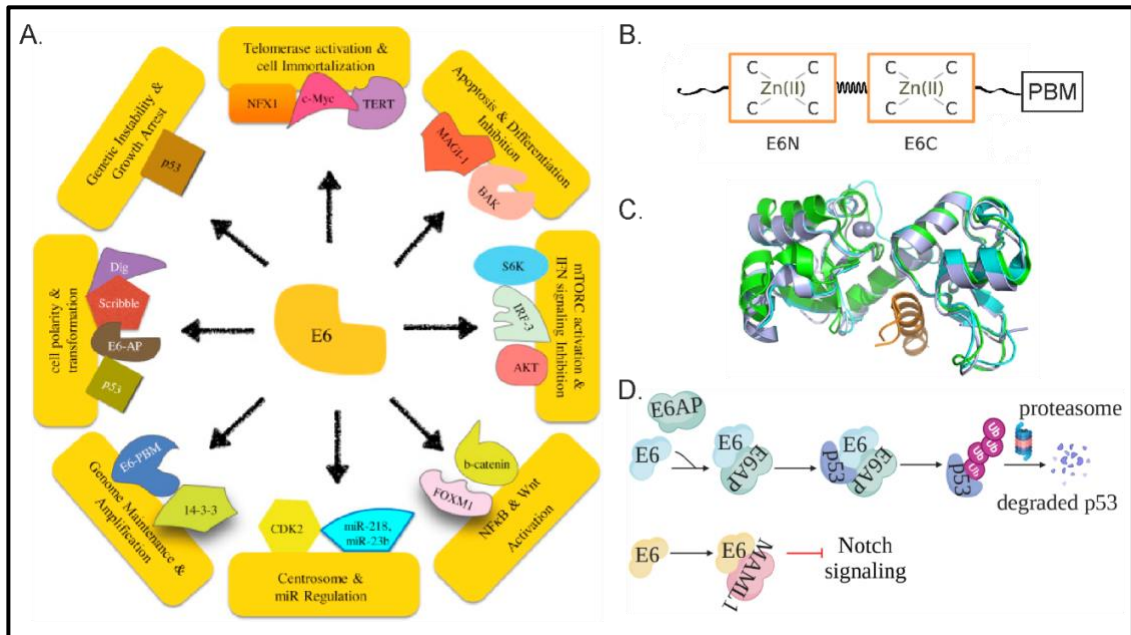 A.
Telomerase activation &
cell Immortalization
NFX1
c-Myc
TERT
Apoptosis & Differentiation
Inhibition
MAGI-1
BAK
mTORC activation &
IFN signaling Inhibition
S6K
IRF-3
AKT
NFκB & Wnt
Activation
b-catenin
FOXM1
CDK2
miR-218,
miR-23b
Centrosome &
miR Regulation
Genome Maintenance &
Amplification
E6-PBM
14-3-3
cell polarity &
transformation
Dlg
Scribble
E6-AP
p53
Genetic Instability &
Growth Arrest
p53
E6
B.
C C C C
Zn(II) Zn(II)
C C C C
PBM
E6N E6C
C.
D.
E6AP
E6
E6
E6AP
E6
p53
E6AP
p53
Ub
Ub
Ub
Ub
proteasome
degraded p53
E6
E6
MAML1
Notch
signaling